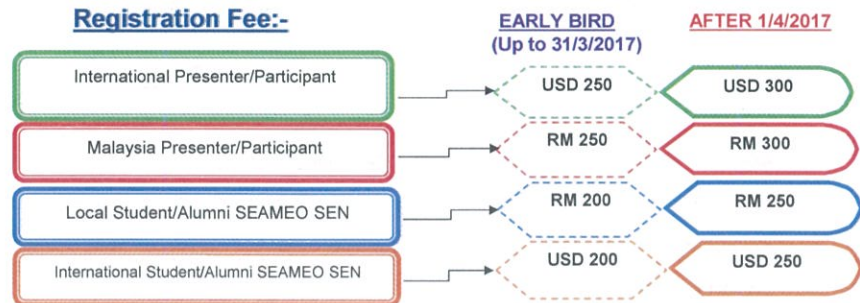 Registration Fee:-
EARLY BIRD
(Up to 31/3/2017)
AFTER 1/4/2017
International Presenter/Participant
USD 250
USD 300
Malaysia Presenter/Participant
RM 250
RM 300
Local Student/Alumni SEAMEO SEN
RM 200
RM 250
International Student/Alumni SEAMEO SEN
USD 200
USD 250